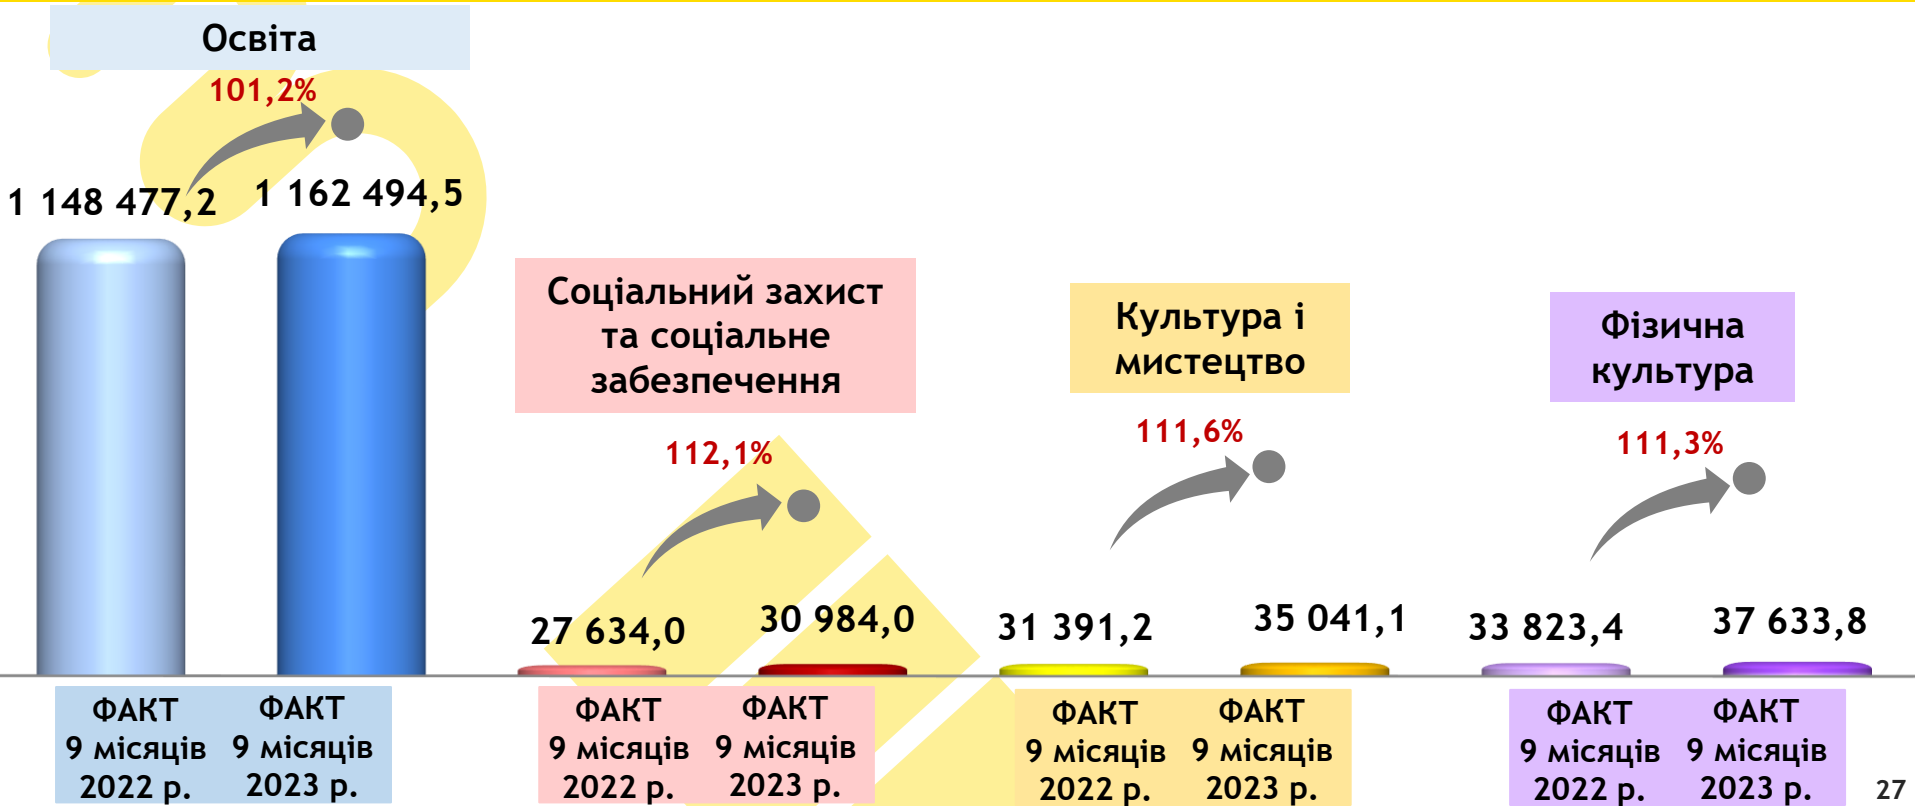 Освіта
101,2%
1 148 477,2
1 162 494,5
Соціальний захист
та соціальне
забезпечення
112,1%
27 634,0
30 984,0
Культура і
мистецтво
111,6%
31 391,2
35 041,1
Фізична
культура
111,3%
33 823,4
37 633,8
ФАКТ
9 місяців
2022 р.
ФАКТ
9 місяців
2023 р.
ФАКТ
9 місяців
2022 р.
ФАКТ
9 місяців
2023 р.
ФАКТ
9 місяців
2022 р.
ФАКТ
9 місяців
2023 р.
ФАКТ
9 місяців
2022 р.
ФАКТ
9 місяців
2023 р.
27